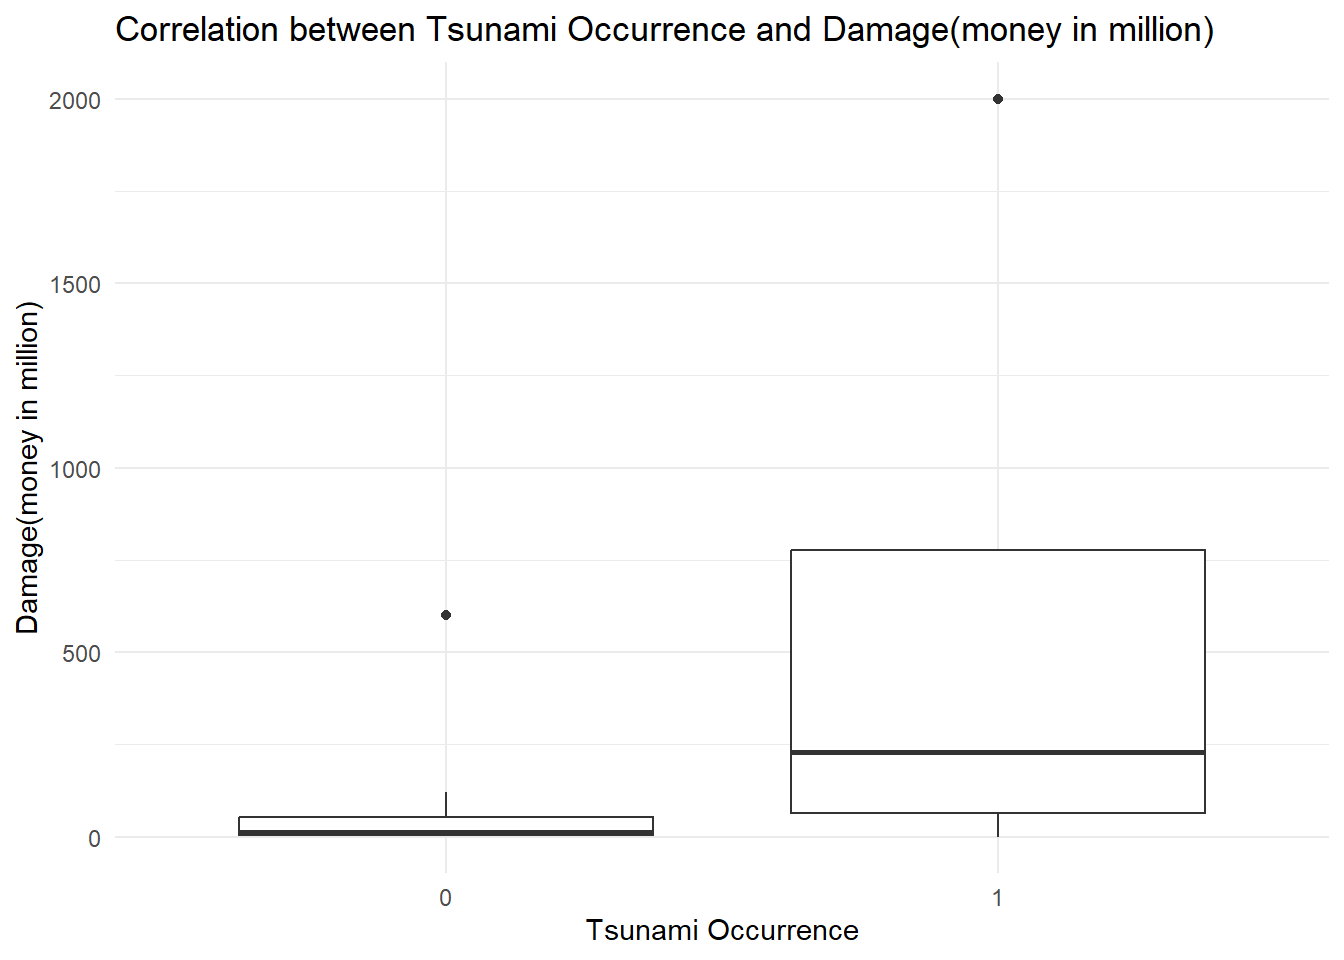 Correlation between Tsunami Occurrence and Damage(money in million)
Damage(money in million)
2000
1500
1000
500
0
0 1
Tsunami Occurrence